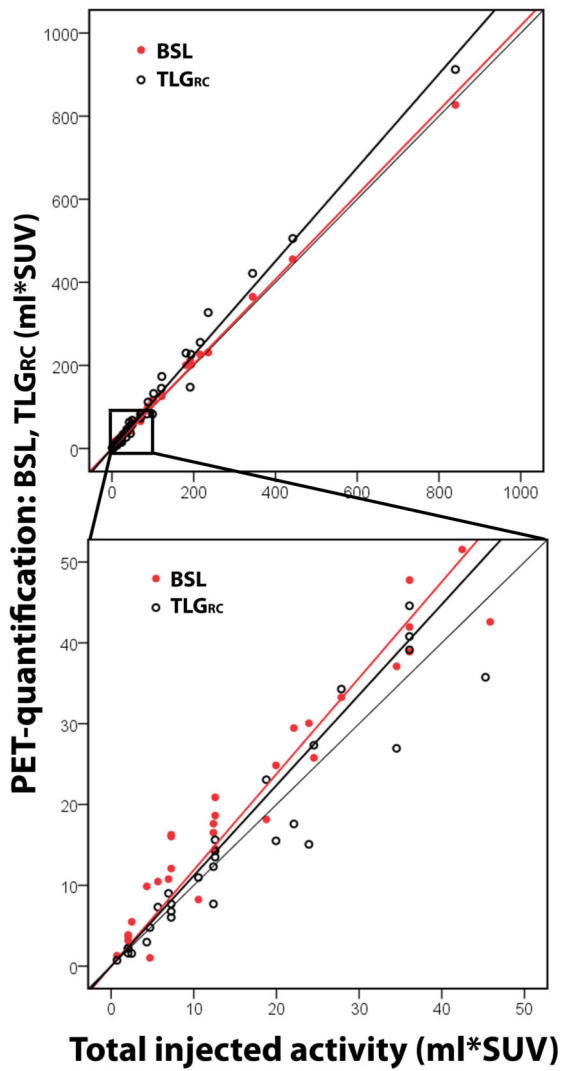 PET-quantification: BSL, TLGRC (ml*SUV)
1000
800
600
400
200
0
BSL
TLGRC
0 200 400 600 800 1000
50
40
30
20
10
0
BSL
TLGRC
0 10 20 30 40 50
Total injected activity (ml*SUV)